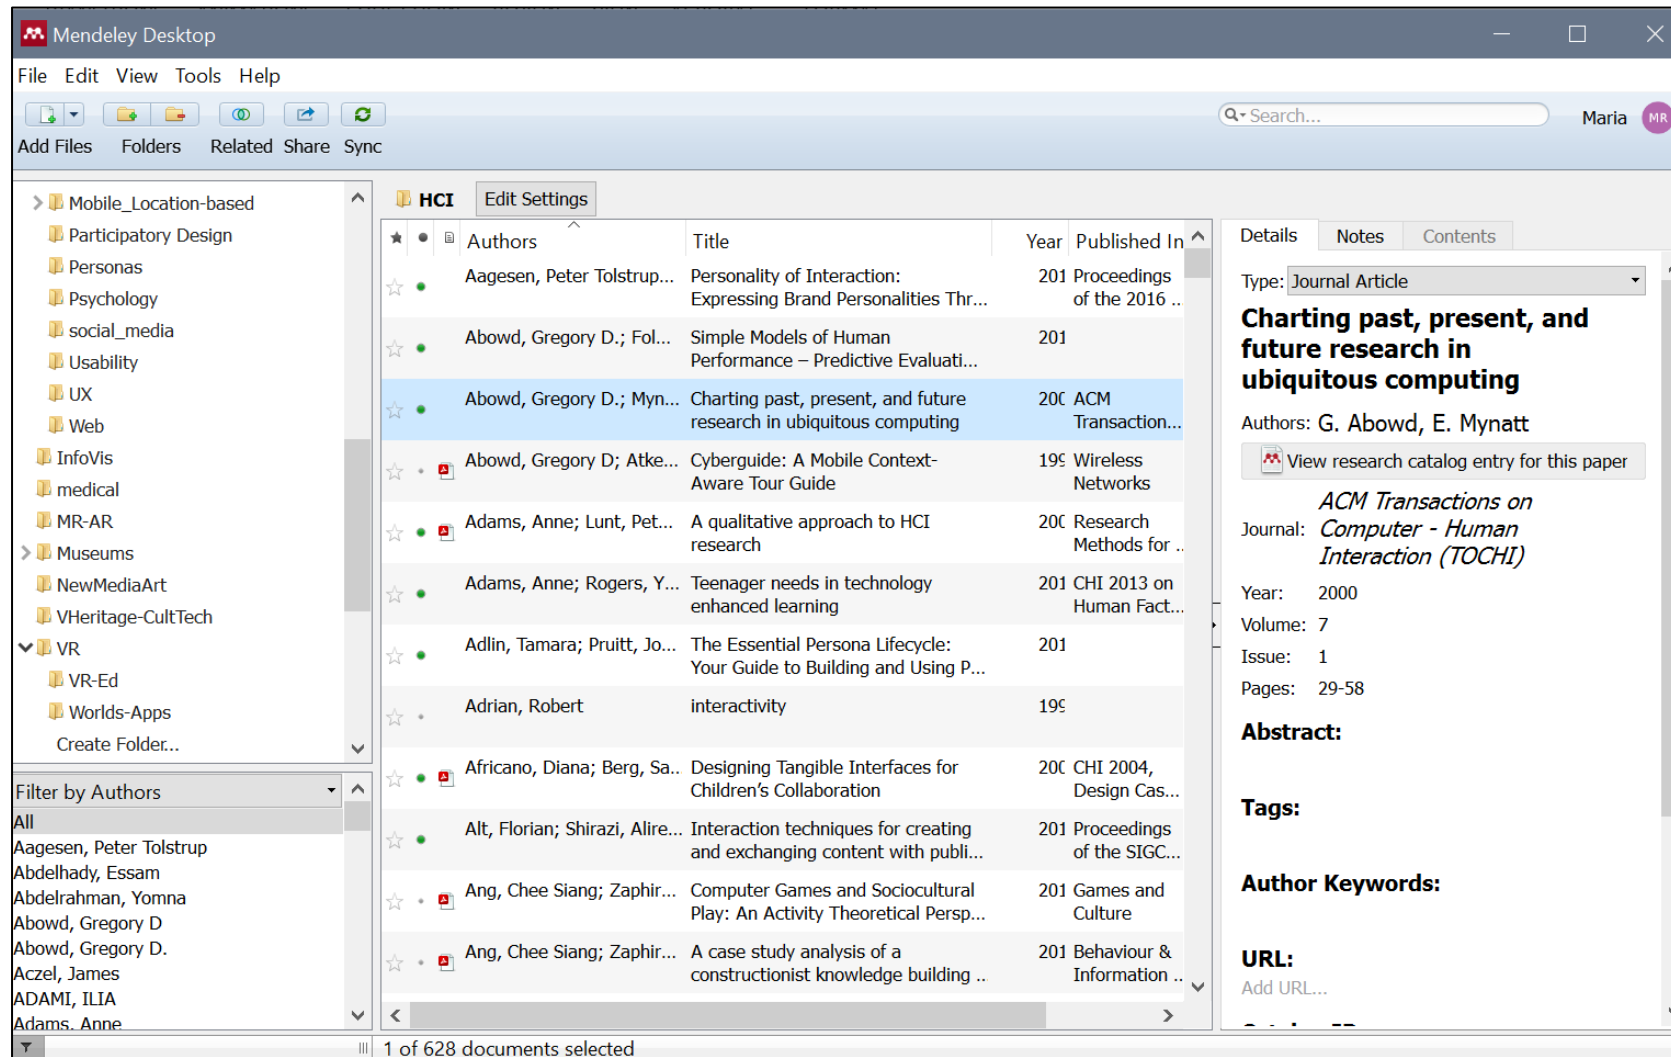 Mendeley Desktop
File Edit View Tools Help
Search...
Maria MR
Add Files Folders Related Share Sync
Mobile_Location-based
Participatory Design
Personas
Psychology
social_media
Usability
UX
Web
InfoVis
medical
MR-AR
Museums
NewMediaArt
VHeritage-CultTech
VR
VR-Ed
Worlds-Apps
Create Folder...
Filter by Authors
All
Aagesen, Peter Tolstrup
Abdelhady, Essam
Abdelrahman, Yomna
Abowd, Gregory D
Abowd, Gregory D.
Aczel, James
ADAMI, ILIA
Adams, Anne
HCI Edit Settings
Authors Title Year Published In
Aagesen, Peter Tolstrup... Personality of Interaction: 201 Proceedings
Expressing Brand Personalities Thr... of the 2016 ...
Abowd, Gregory D.; Fol... Simple Models of Human 201
Performance – Predictive Evaluati...
Abowd, Gregory D.; Myn... Charting past, present, and future 200 ACM
research in ubiquitous computing Transaction...
Abowd, Gregory D; Atke... Cyberguide: A Mobile Context- 199 Wireless
Aware Tour Guide Networks
Adams, Anne; Lunt, Pet... A qualitative approach to HCI 200 Research
research Methods for ..
Adams, Anne; Rogers, Y... Teenager needs in technology 201 CHI 2013 on
enhanced learning Human Fact...
Adlin, Tamara; Pruitt, Jo... The Essential Persona Lifecycle: 201
Your Guide to Building and Using P...
Adrian, Robert interactivity 199
Africano, Diana; Berg, Sa.. Designing Tangible Interfaces for 200 CHI 2004,
Children's Collaboration Design Cas...
Alt, Florian; Shirazi, Alire... Interaction techniques for creating 201 Proceedings
and exchanging content with publi... of the SIGC...
Ang, Chee Siang; Zaphir... Computer Games and Sociocultural 201 Games and
Play: An Activity Theoretical Persp... Culture
Ang, Chee Siang; Zaphir... A case study analysis of a 201 Behaviour &
constructionist knowledge building .. Information ..
Details Notes Contents
Type: Journal Article
Charting past, present, and
future research in
ubiquitous computing
Authors: G. Abowd, E. Mynatt
View research catalog entry for this paper
Journal: ACM Transactions on
Computer - Human
Interaction (TOCHI)
Year: 2000
Volume: 7
Issue: 1
Pages: 29-58
Abstract:
Tags:
Author Keywords:
URL:
Add URL...
1 of 628 documents selected